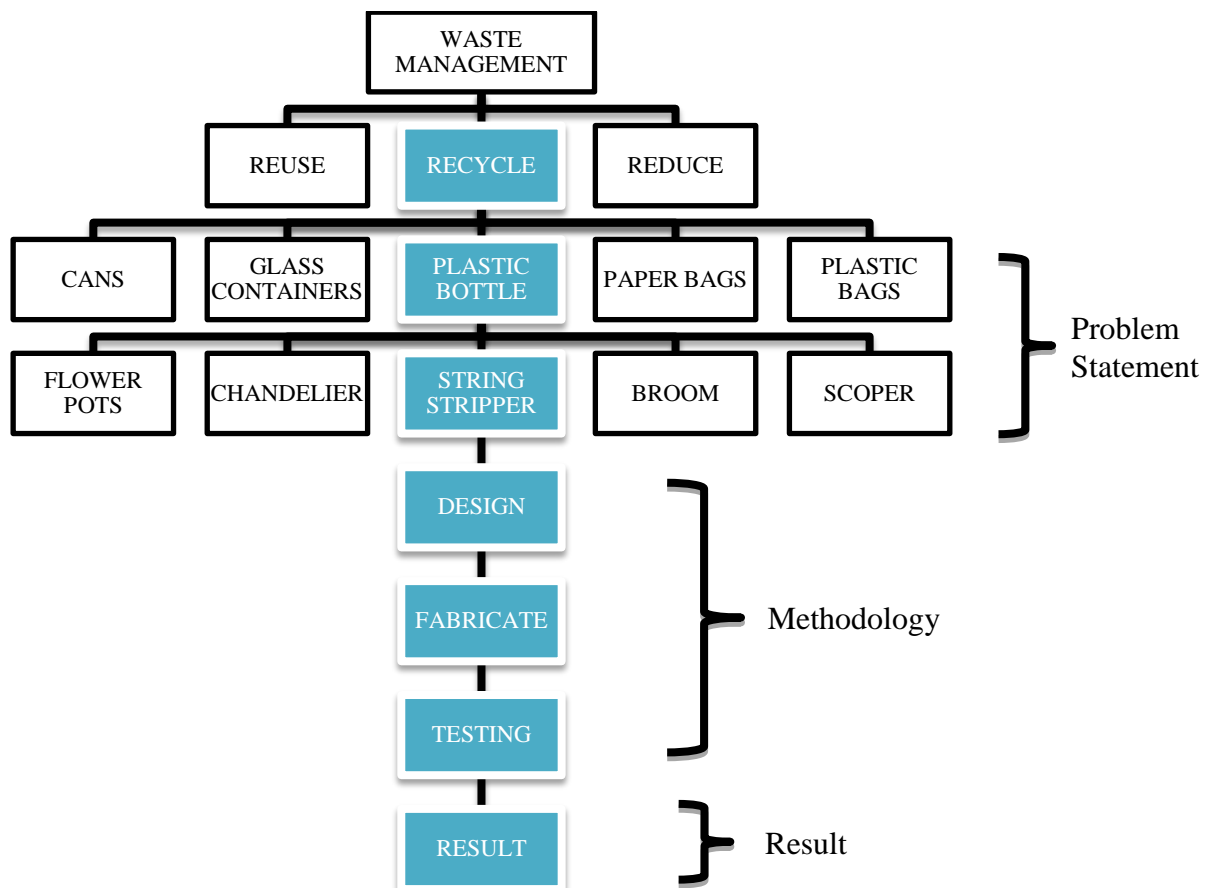 WASTE
MANAGEMENT
REUSE
RECYCLE
REDUCE
CANS
GLASS
CONTAINERS
PLASTIC
BOTTLE
PAPER BAGS
PLASTIC
BAGS
Problem
Statement
FLOWER
POTS
CHANDELIER
STRING
STRIPPER
BROOM
SCOPER
DESIGN
FABRICATE
Methodology
TESTING
RESULT
Result